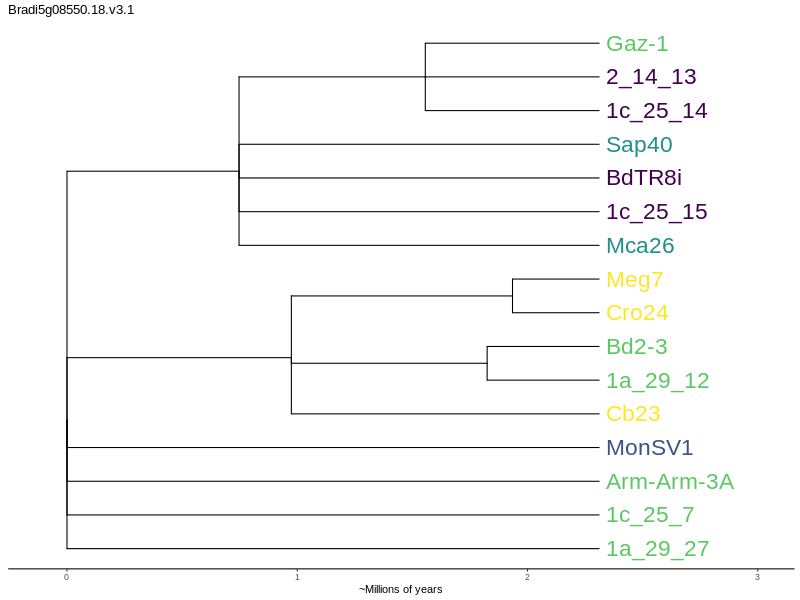 Bradi5g08550.18.v3.1
Gaz-1
2_14_13
1c_25_14
Sap40
BdTR8i
1c_25_15
Mca26
Meg7
Cro24
Bd2-3
1a_29_12
Cb23
MonSV1
Arm-Arm-3A
1c_25_7
1a_29_27
0 1 2 3
~Millions of years